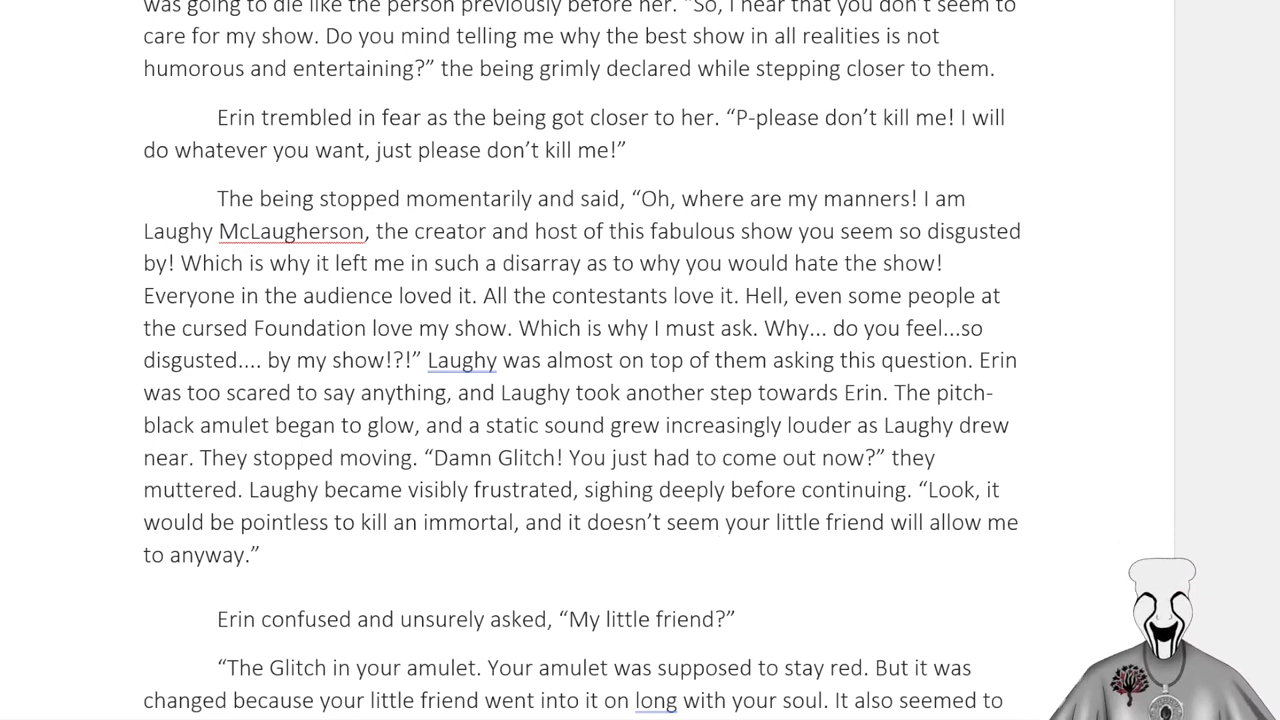 was going to die like the person previously before her. “So, I hear that you don’t seem to
care for my show. Do you mind telling me why the best show in all realities is not
humorous and entertaining?” the being grimly declared while stepping closer to them.
Erin trembled in fear as the being got closer to her. “P-please don’t kill me! I will
do whatever you want, just please don’t kill me!”
The being stopped momentarily and said, “Oh, where are my manners! I am
Laughy McLaugherson, the creator and host of this fabulous show you seem so disgusted
by! Which is why it left me in such a disarray as to why you would hate the show!
Everyone in the audience loved it. All the contestants love it. Hell, even some people at
the cursed Foundation love my show. Which is why I must ask. Why... do you feel...so
disgusted.... by my show!?!” Laughy was almost on top of them asking this question. Erin
was too scared to say anything, and Laughy took another step towards Erin. The pitch-
black amulet began to glow, and a static sound grew increasingly louder as Laughy drew
near. They stopped moving. “Damn Glitch! You just had to come out now?” they
muttered. Laughy became visibly frustrated, sighing deeply before continuing. “Look, it
would be pointless to kill an immortal, and it doesn’t seem your little friend will allow me
to anyway.”
Erin confused and unsurely asked, “My little friend?”
“The Glitch in your amulet. Your amulet was supposed to stay red. But it was
changed because your little friend went into it on long with your soul. It also seemed to